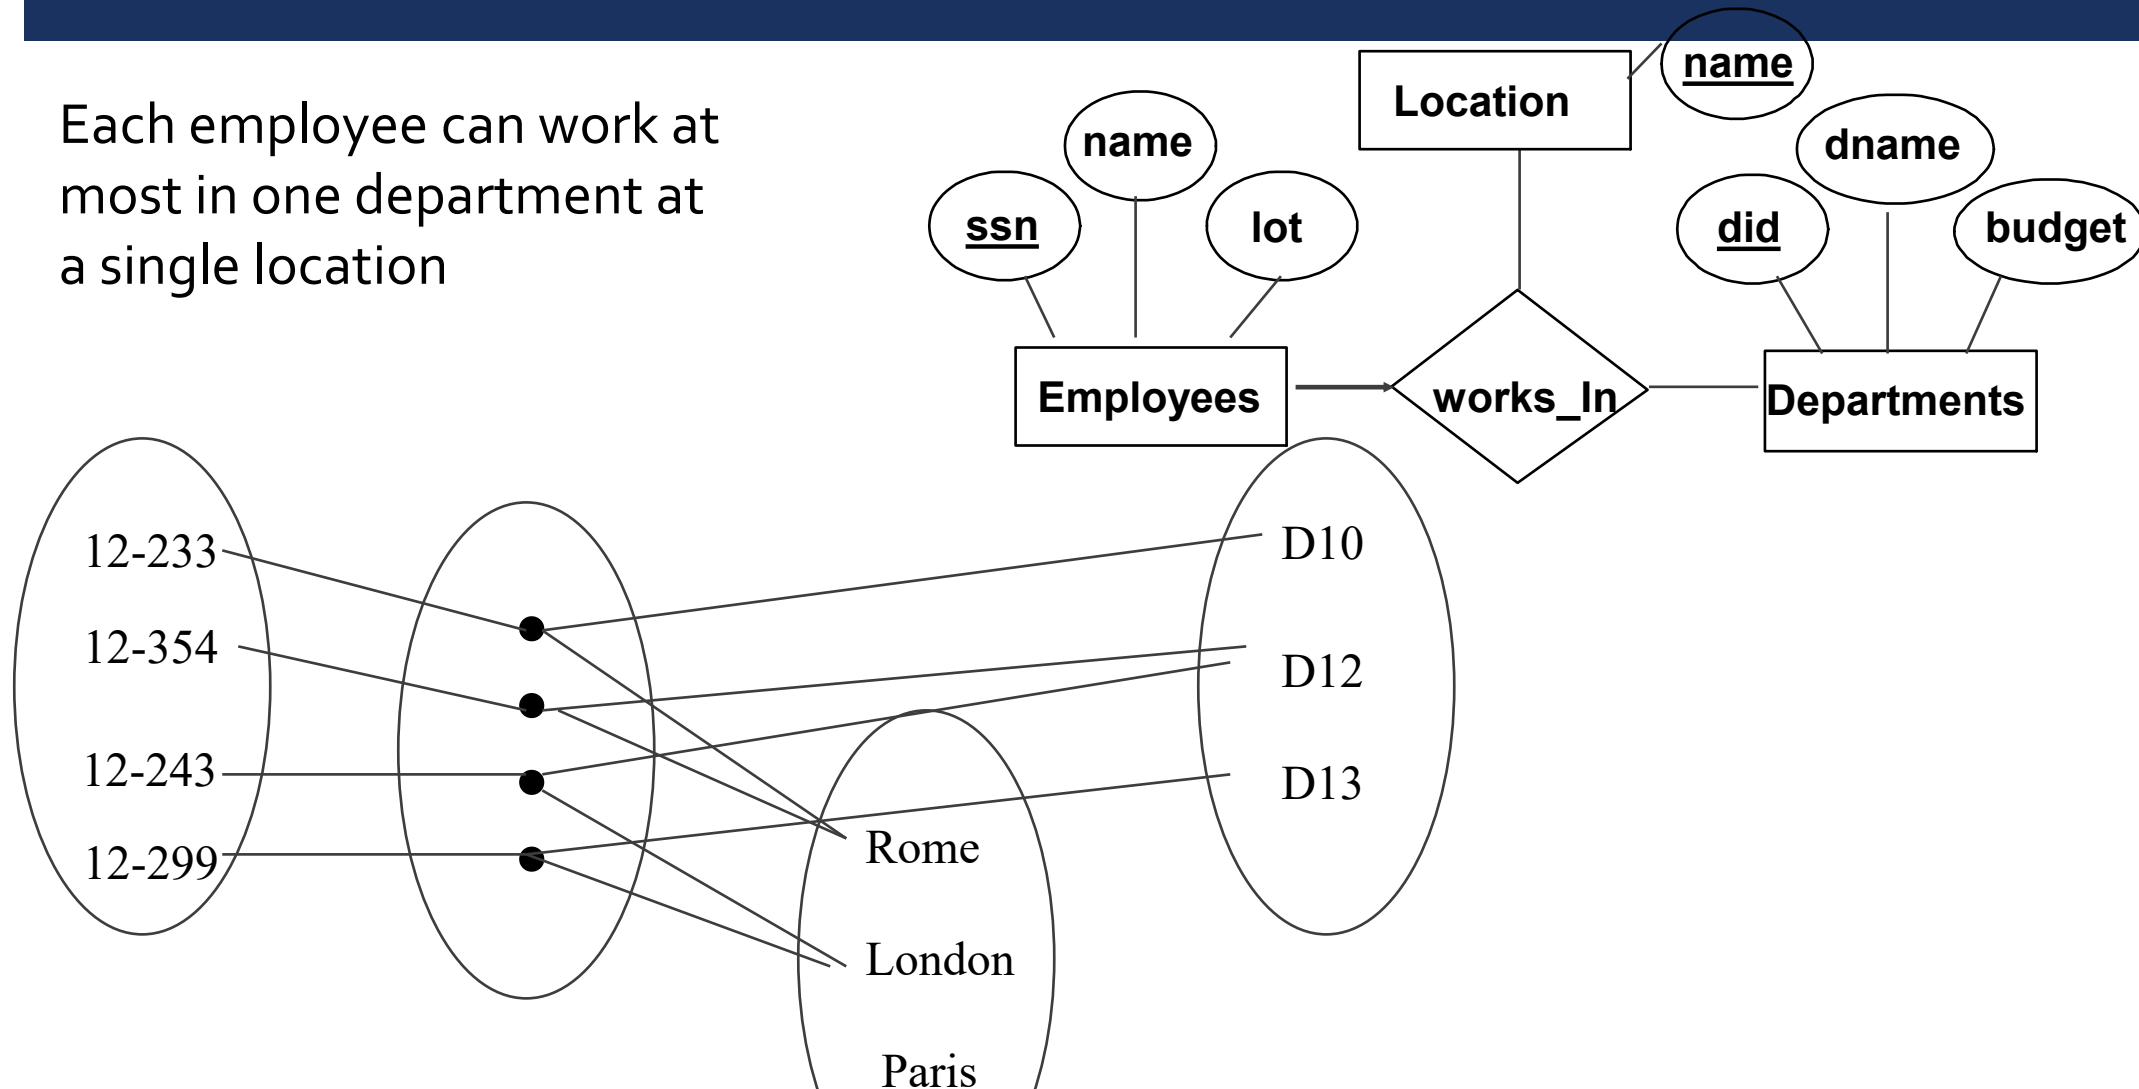 Each employee can work at
most in one department at
a single location
name
Location
name
dname
ssn
lot
did
budget
Employees
works_In
Departments
12-233
D10
12-354
D12
12-243
D13
12-299
Rome
London
Paris